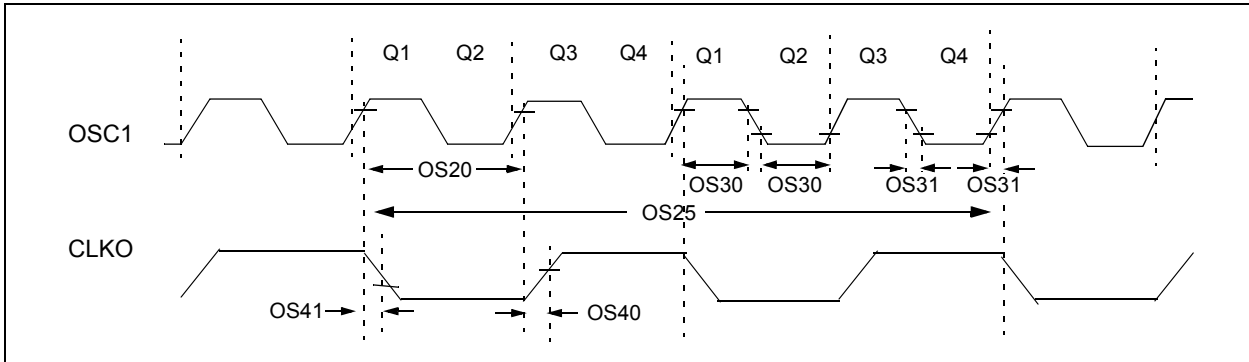 Q1 Q2 Q3 Q4 Q1 Q2 Q3 Q4
OSC1
OS20
OS30 OS30 OS31 OS31
OS25
CLKO
OS41 OS40